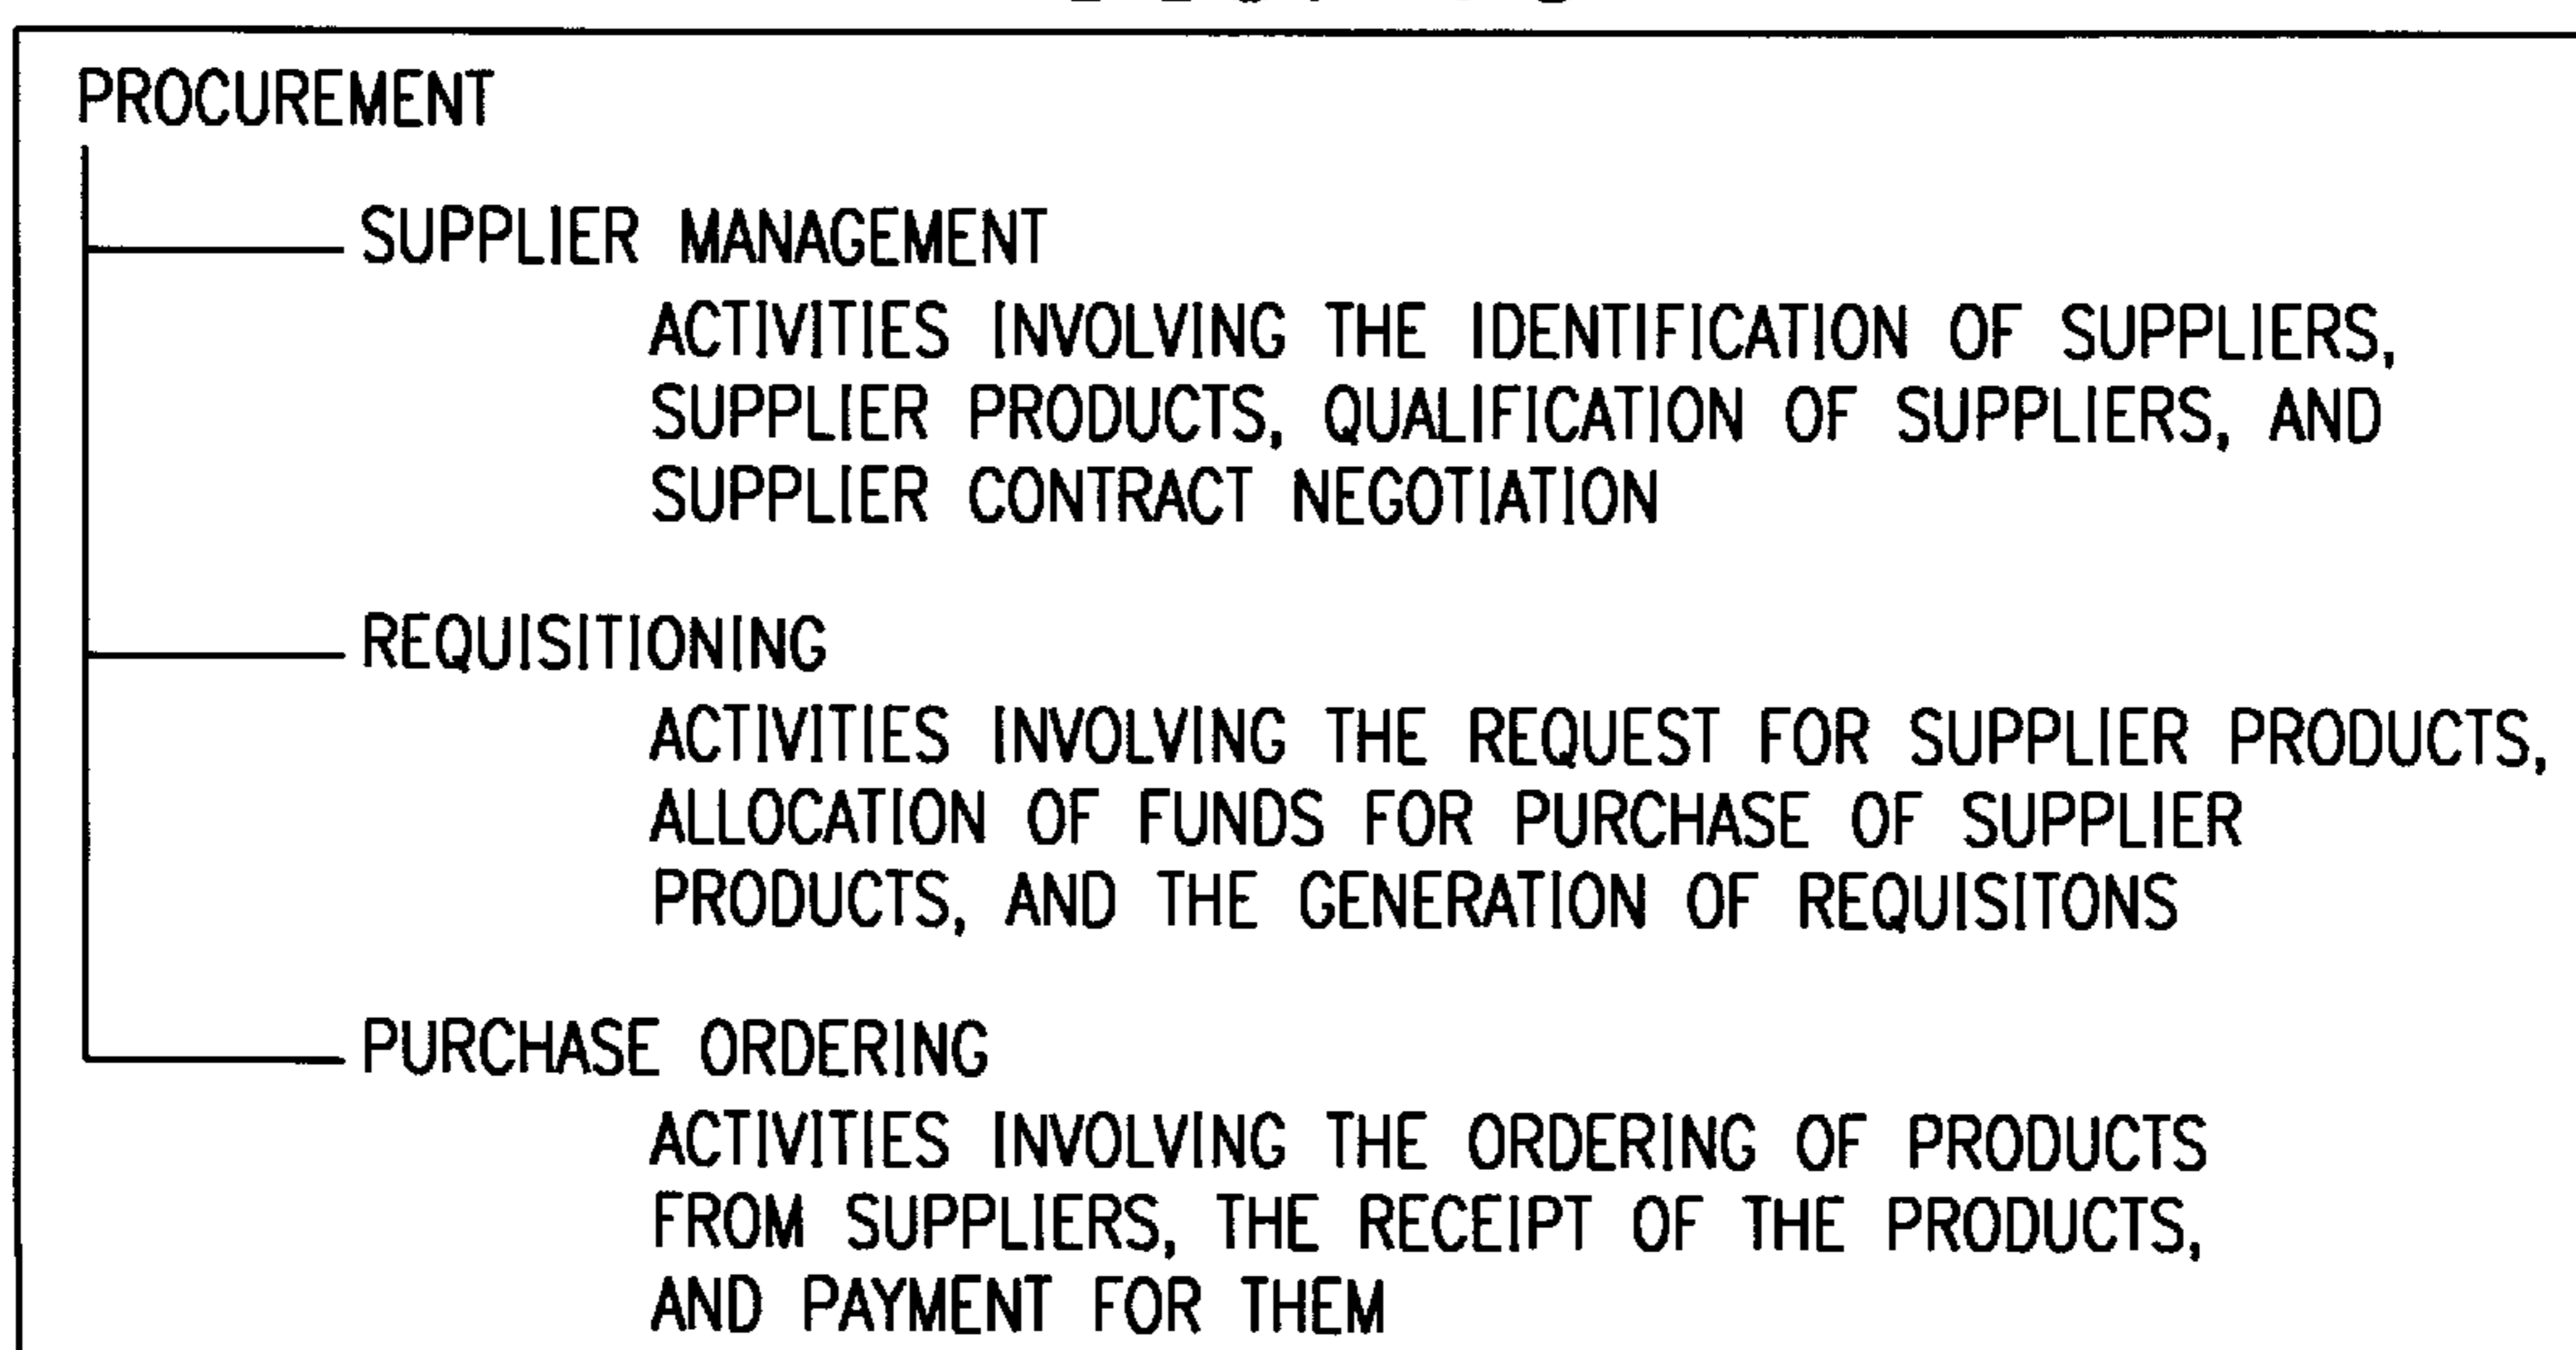 PROCUREMENT
SUPPLIER MANAGEMENT
ACTIVITIES INVOLVING THE IDENTIFICATION OF SUPPLIERS,
SUPPLIER PRODUCTS, QUALIFICATION OF SUPPLIERS, AND
SUPPLIER CONTRACT NEGOTIATION
REQUISITIONING
ACTIVITIES INVOLVING THE REQUEST FOR SUPPLIER PRODUCTS,
ALLOCATION OF FUNDS FOR PURCHASE OF SUPPLIER
PRODUCTS, AND THE GENERATION OF REQUISITONS
PURCHASE ORDERING
ACTIVITIES INVOLVING THE ORDERING OF PRODUCTS
FROM SUPPLIERS, THE RECEIPT OF THE PRODUCTS,
AND PAYMENT FOR THEM